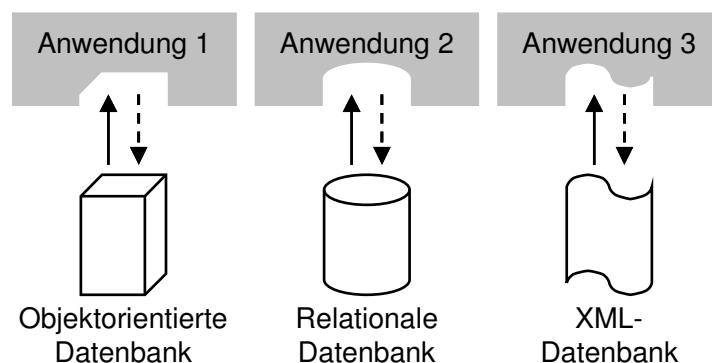 Anwendung 1
Anwendung 2
Anwendung 3
Objektorientierte
Datenbank
Relationale
Datenbank
XML-
Datenbank